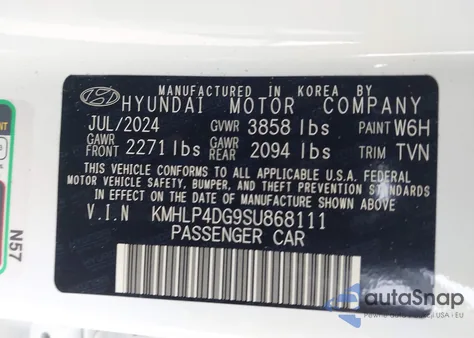 MANUFACTURED IN KOREA BY
HYUNDAI MOTOR COMPANY
JUL/2024 GVWR 3858 lbs PAINT W6H
GAWR FRONT 2271 lbs GAWR REAR 2094 lbs TRIM TVN
THIS VEHICLE CONFORMS TO ALL APPLICABLE U.S.A. FEDERAL
MOTOR VEHICLE SAFETY, BUMPER, AND THEFT PREVENTION STANDARDS
IN EFFECT ON THE DATE OF MANUFACTURE SHOWN ABOVE.
V.I.N KMHLP4DG9SU868111
PASSENGER CAR
N57
autoSnap